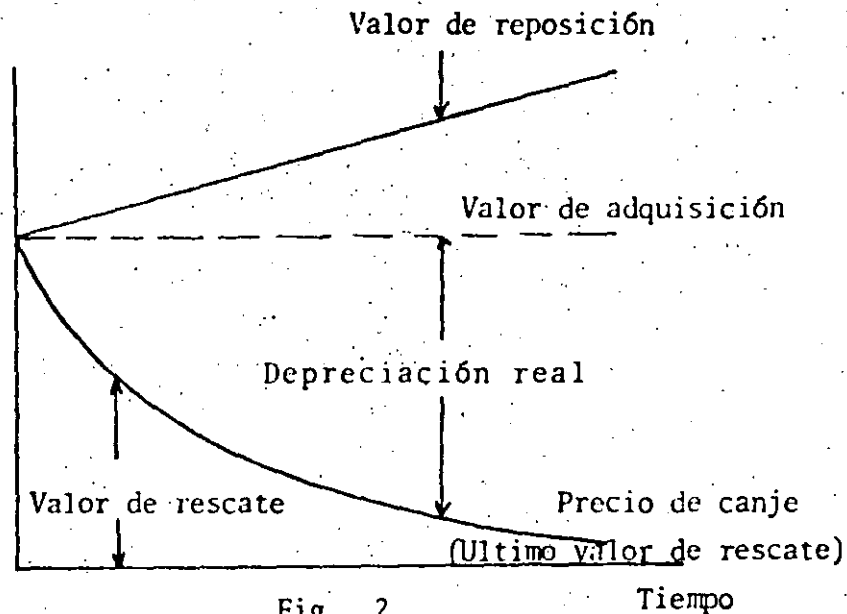 Valor de reposición
Valor de adquisición
Depreciación real
Valor de rescate
Precio de canje
(Ultimo valor de rescate)
Tiempo
Fig. 2